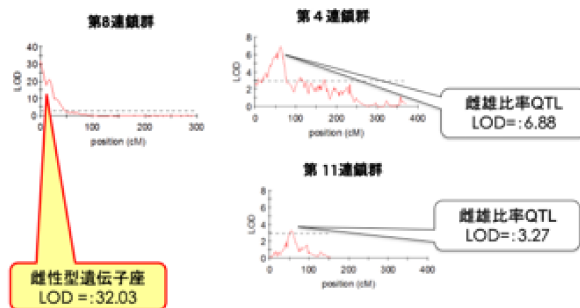 第8連鎖群
40
30
20
10
0
LOD
0
100
200
300
position (cM)
雌性型遺伝子座
LOD =:32.03
第４連鎖群
8
6
4
2
0
LOD
0
100
200
300
400
position (cM)
雌雄比率QTL
LOD=:6.88
第 11連鎖群
8
6
4
2
0
LOD
0
100
200
300
400
position (cM)
雌雄比率QTL
LOD=:3.27